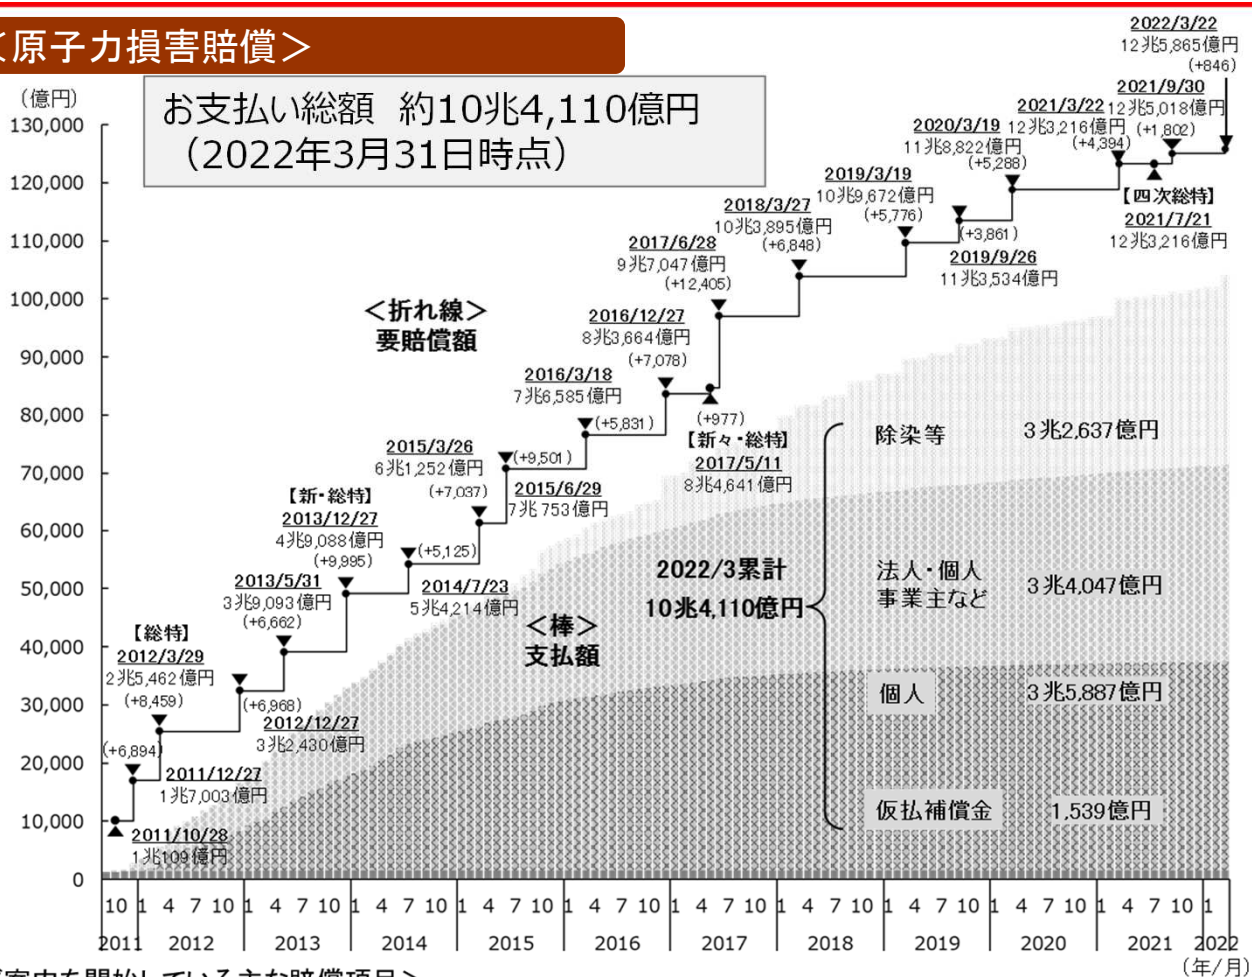 ＜原子力損害賠償＞
お支払い総額 約10兆4,110億円
（2022年3月31日時点）
（億円）
130,000
120,000
110,000
100,000
90,000
80,000
70,000
60,000
50,000
40,000
30,000
20,000
10,000
0
2011/10/28
1兆109億円
(+6,894)
2011/12/27
1兆7,003億円
【総特】
2012/3/29
2兆5,462億円
(+8,459)
(+6,968)
2012/12/27
3兆2,430億円
2013/5/31
3兆9,093億円
(+6,662)
【新・総特】
2013/12/27
4兆9,088億円
(+9,995)
(+5,125)
2014/7/23
5兆4,214億円
2015/3/26
6兆1,252億円
(+7,037)
(+9,501)
2015/6/29
7兆753億円
2016/3/18
7兆6,585億円
(+5,831)
2016/12/27
8兆3,664億円
(+7,078)
(+977)
【新々・総特】
2017/5/11
8兆4,641億円
2017/6/28
9兆7,047億円
(+12,405)
2018/3/27
10兆3,895億円
(+6,848)
2019/3/19
10兆9,672億円
(+5,776)
(+3,861)
2019/9/26
11兆3,534億円
2020/3/19
11兆8,822億円
(+5,288)
2021/3/22
12兆3,216億円
(+4,394)
【四次総特】
2021/7/21
12兆3,216億円
2021/9/30
12兆5,018億円
(+1,802)
2022/3/22
12兆5,865億円
(+846)
＜折れ線＞
要賠償額
＜棒＞
支払額
2022/3累計
10兆4,110億円
除染等 3兆2,637億円
法人・個人
事業主など 3兆4,047億円
個人 3兆5,887億円
仮払補償金 1,539億円
10 1 4 7 10 1 4 7 10 1 4 7 10 1 4 7 10 1 4 7 10 1 4 7 10 1 4 7 10 1 4 7 10 1 4 7 10 1 4 7 10 1
2011 2012 2013 2014 2015 2016 2017 2018 2019 2020 2021 2022
（年/月）